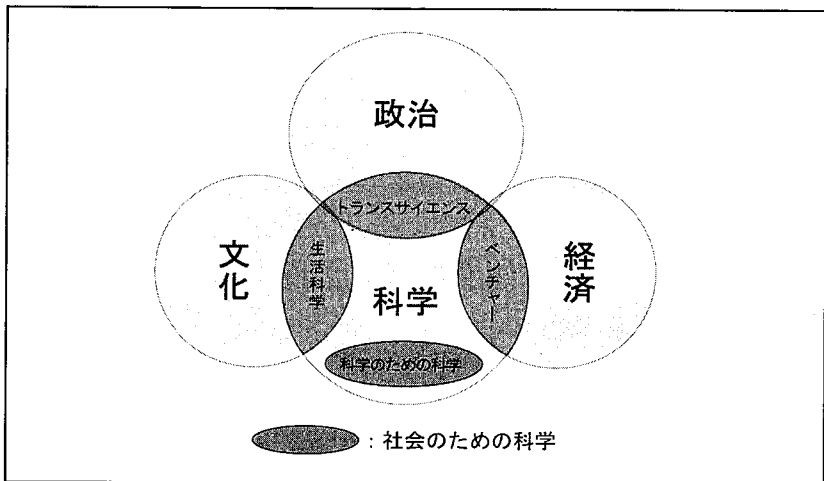 政治
トランスサイエンス
文化
生活科学
科学
ベンチャー
経済
科学のための科学
：社会のための科学